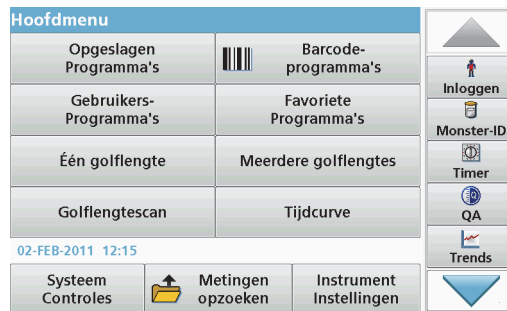 Hoofdmenu
Opgeslagen
Programma's
Barcode-
programma's
Gebruikers-
Programma's
Favoriete
Programma's
Één golflengte
Meerdere golflengtes
Golflengtescan
Tijdcurve
02-FEB-2011 12:15
Systeem
Controles
Metingen
opzoeken
Instrument
Instellingen
Inloggen
Monster-ID
Timer
QA
Trends